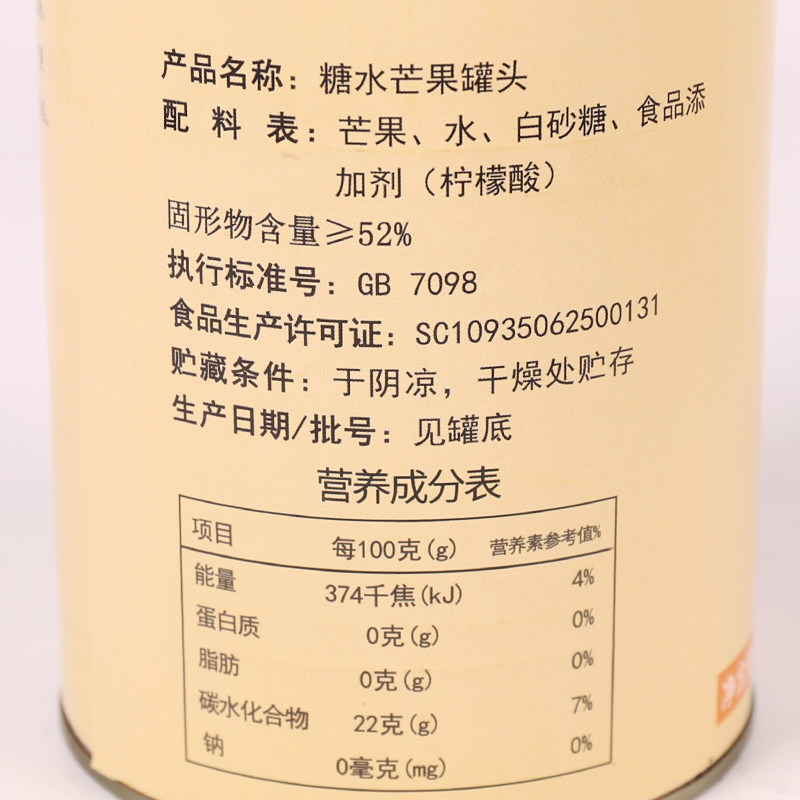 产品名称：糖水芒果罐头
配料表：芒果、水、白砂糖、食品添
加剂（柠檬酸）
固形物含量≥52%
执行标准号：GB 7098
食品生产许可证：SC10935062500131
贮藏条件：于阴凉，干燥处贮存
生产日期/批号：见罐底
营养成分表
项目 每100克(g) 营养素参考值%
能量 374千焦(kJ) 4%
蛋白质 0克(g) 0%
脂肪 0克(g) 0%
碳水化合物 22克(g) 7%
钠 0毫克(mg) 0%